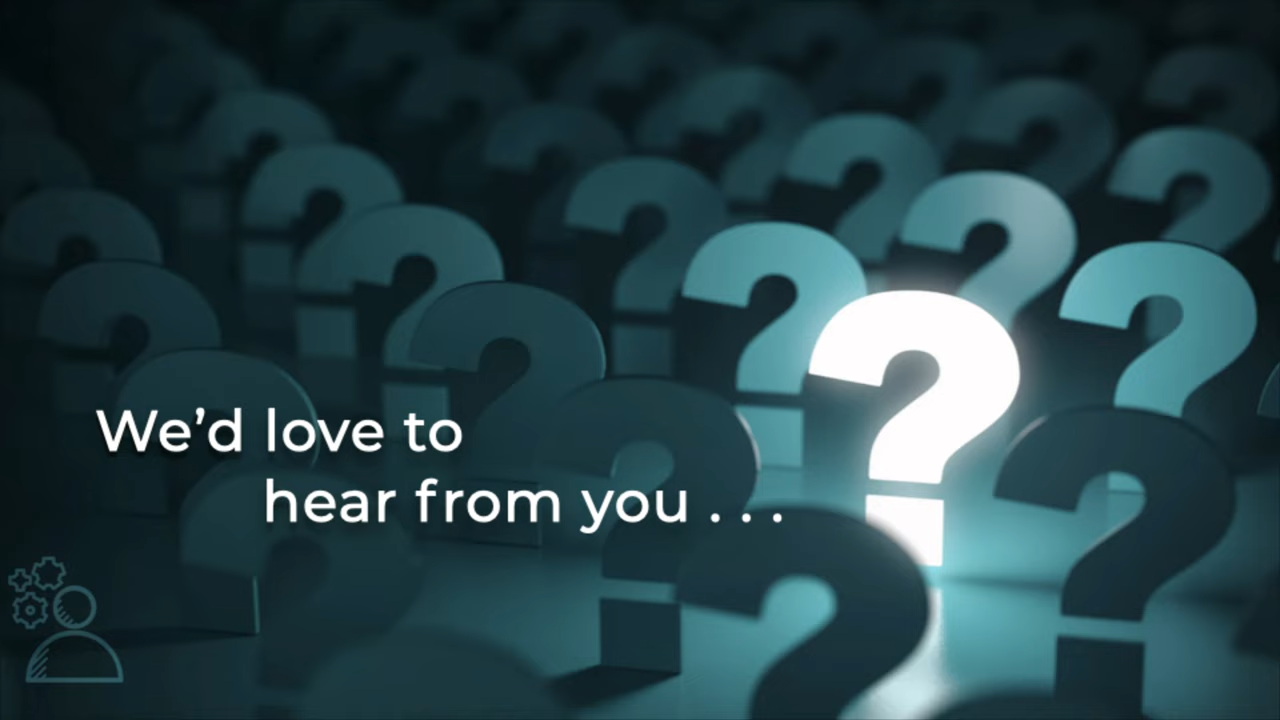 We’d love to
hear from you . . .